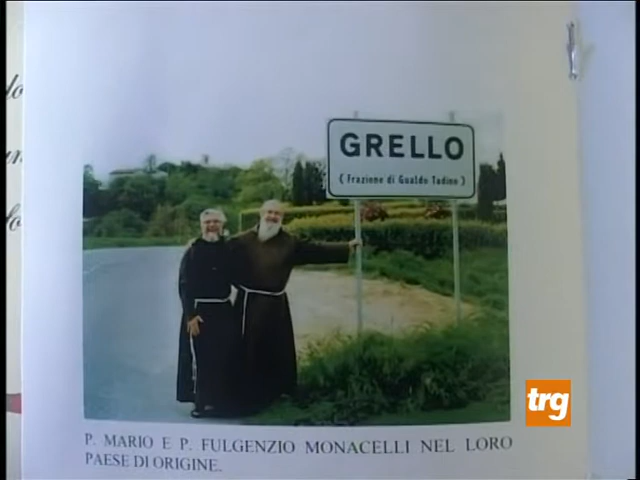 GRELLO
( Frazione di Gualdo Tadino )
trg
P. MARIO E P. FULGENZIO MONACELLI NEL LORO
PAESE DI ORIGINE.